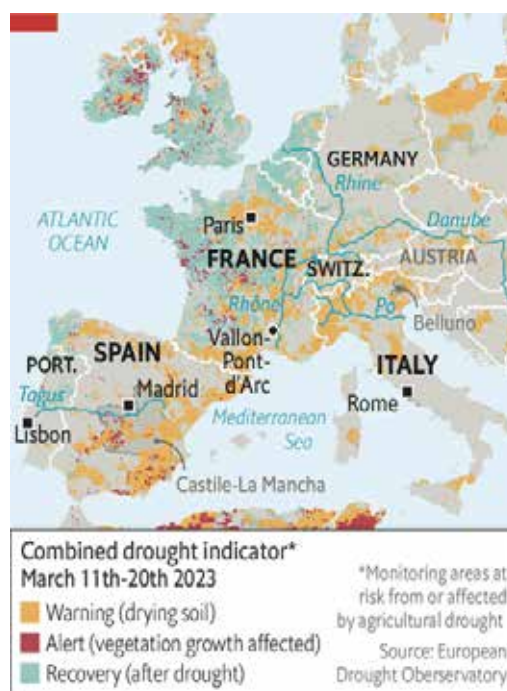 GERMANY
Rhine
ATLANTIC
OCEAN
Paris
Danube
FRANCE
SWITZ.
AUSTRIA
Rhône
Po
Belluno
Vallon-
Pont-
d'Arc
SPAIN
PORT.
ITALY
Tagus
Madrid
Rome
Lisbon
Mediterranean
Sea
Castile-La Mancha
Combined drought indicator*
March 11th-20th 2023
Warning (drying soil)
Alert (vegetation growth affected)
Recovery (after drought)
*Monitoring areas at
risk from or affected
by agricultural drought
Source: European
Drought Oberservatory